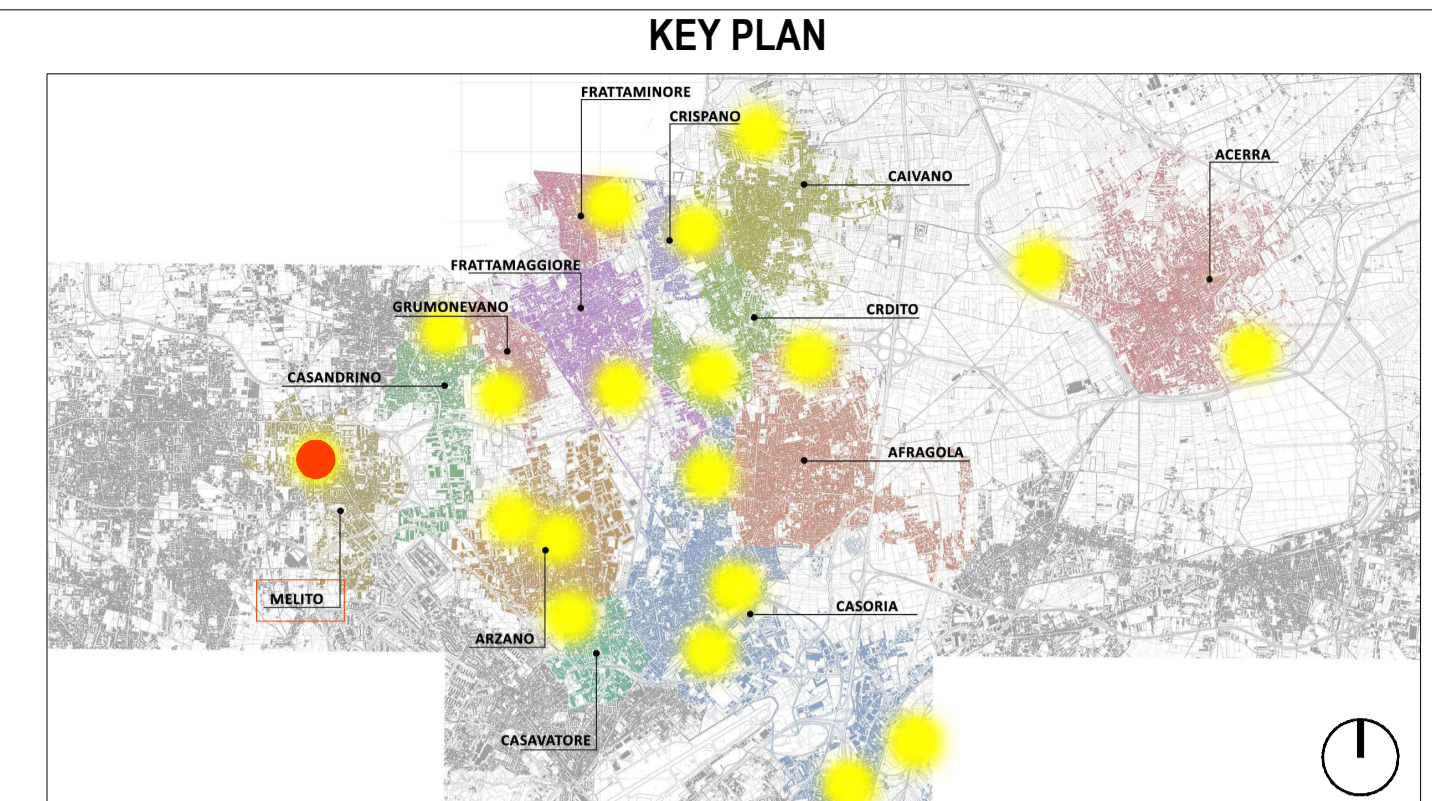 KEY PLAN
FRATTAMINORE
CRISPANO
ACERRA
CAIVANO
FRATTAMAGGIORE
GRUMONEVANO
CRDITO
CASANDRINO
AFRAGOLA
MELITO
CASORIA
ARZANO
CASAVATORE